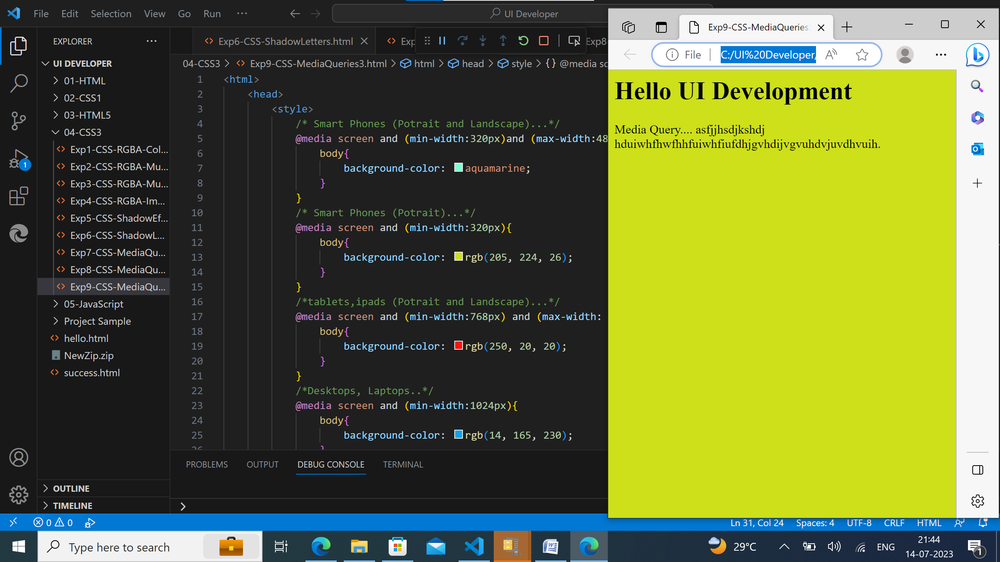 File Edit Selection View Go Run ···
UI Developer
EXPLORER
UI DEVELOPER
01-HTML
02-CSS1
03-HTML5
04-CSS3
Exp1-CSS-RGBA-Col...
Exp2-CSS-RGBA-Mu...
Exp3-CSS-RGBA-Mu...
Exp4-CSS-RGBA-Im...
Exp5-CSS-ShadowEf...
Exp6-CSS-ShadowL...
Exp7-CSS-MediaQu...
Exp8-CSS-MediaQu...
Exp9-CSS-MediaQu...
05-JavaScript
Project Sample
hello.html
NewZip.zip
success.html
OUTLINE
TIMELINE
1
Exp6-CSS-ShadowLetters.html Exp Exp8-
04-CSS3 > Exp9-CSS-MediaQueries3.html > html > head > style > {} @media sc
1 <html>
2 <head>
3 <style>
4 /* Smart Phones (Potrait and Landscape)...*/
5 @media screen and (min-width:320px)and (max-width:48
6 body{
7 background-color: aquamarine;
8 }
9 }
10 /* Smart Phones (Potrait)...*/
11 @media screen and (min-width:320px){
12 body{
13 background-color: rgb(205, 224, 26);
14 }
15 }
16 /*tablets,ipads (Potrait and Landscape)...*/
17 @media screen and (min-width:768px) and (max-width:
18 body{
19 background-color: rgb(250, 20, 20);
20 }
21 }
22 /*Desktops, Laptops..*/
23 @media screen and (min-width:1024px){
24 body{
25 background-color: rgb(14, 165, 230);
26 }
PROBLEMS OUTPUT DEBUG CONSOLE TERMINAL
Exp9-CSS-MediaQueries3
File C:/UI%20Developer/
Hello UI Development
Media Query.... asfjjhsdjkshdj
hduiwhfhwfhhfuiwhfiufdhjgvhdijvgvuhdvjuvdhvuih.
0 0
Ln 31, Col 24 Spaces: 4 UTF-8 CRLF HTML
Type here to search
29°C ENG
21:44
14-07-2023
1